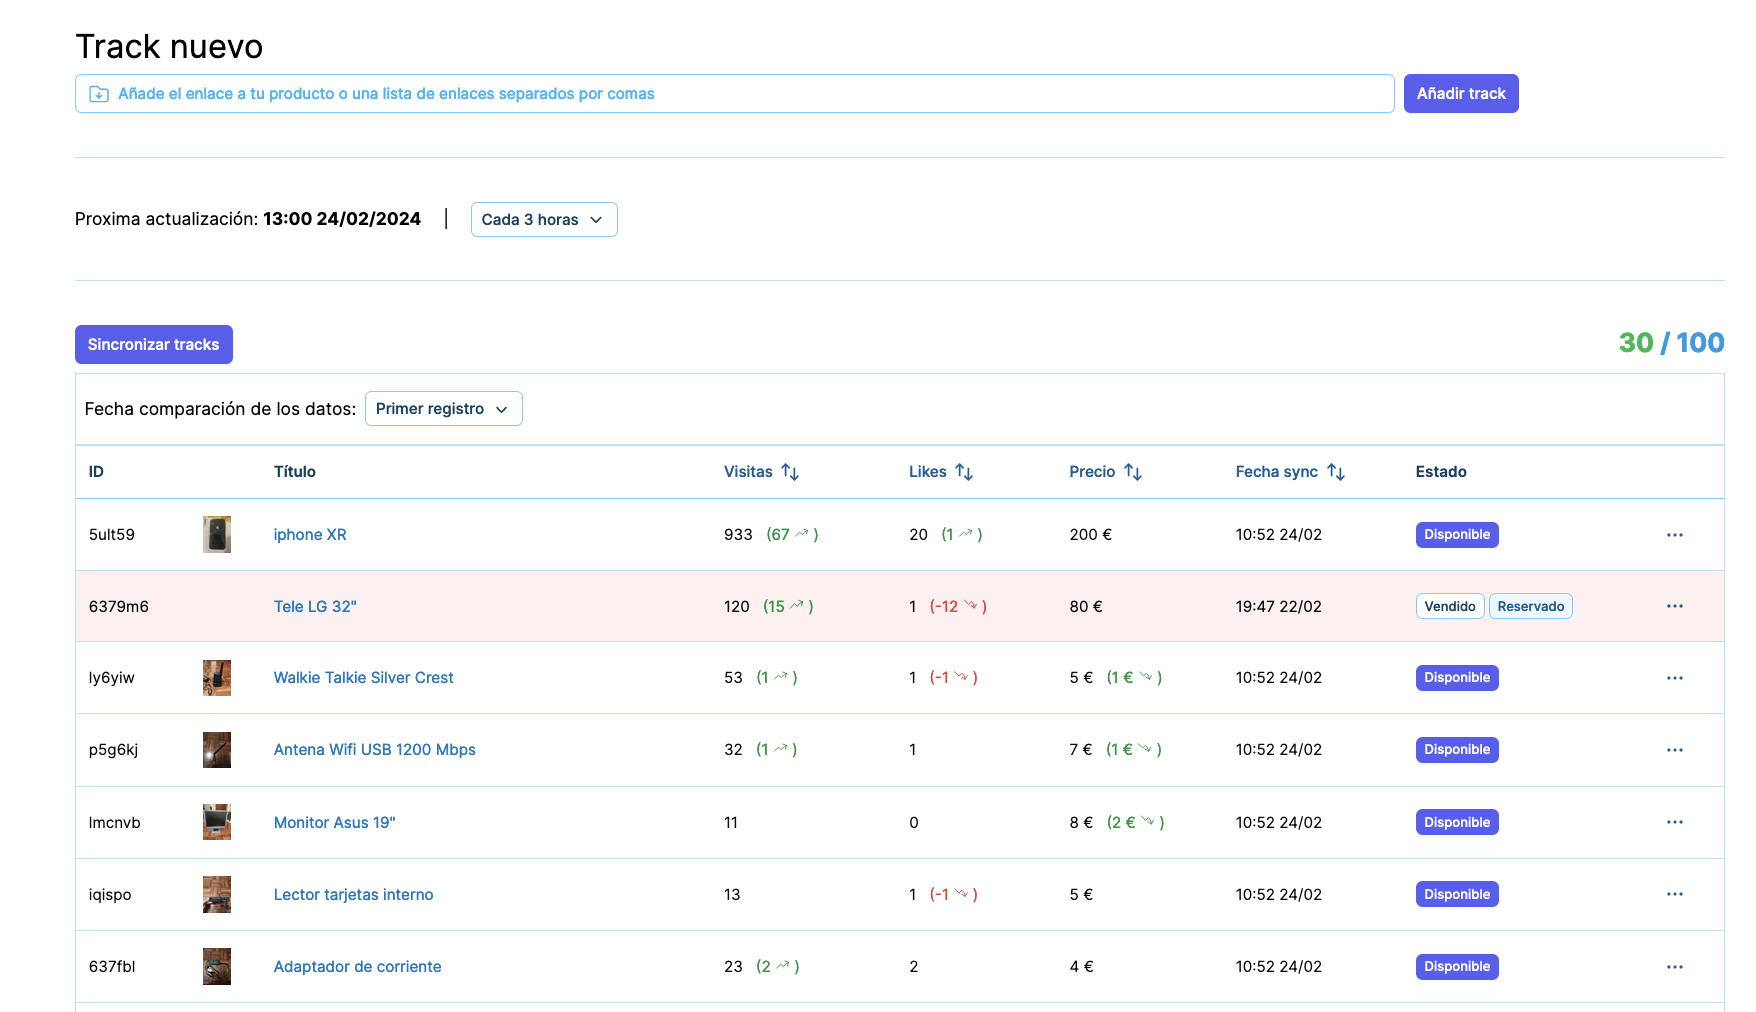 Track nuevo
Añade el enlace a tu producto o una lista de enlaces separados por comas
Añadir track
Proxima actualización: 13:00 24/02/2024 | Cada 3 horas
Sincronizar tracks
30 / 100
Fecha comparación de los datos: Primer registro
ID Título Visitas Likes Precio Fecha sync Estado
5ult59 iphone XR 933 (67 ) 20 (1 ) 200 € 10:52 24/02 Disponible ...
6379m6 Tele LG 32" 120 (15 ) 1 (-12 ) 80 € 19:47 22/02 Vendido Reservado ...
ly6yiw Walkie Talkie Silver Crest 53 (1 ) 1 (-1 ) 5 € (1 € ) 10:52 24/02 Disponible ...
p5g6kj Antena Wifi USB 1200 Mbps 32 (1 ) 1 7 € (1 € ) 10:52 24/02 Disponible ...
lmcnvb Monitor Asus 19" 11 0 8 € (2 € ) 10:52 24/02 Disponible ...
iqispo Lector tarjetas interno 13 1 (-1 ) 5 € 10:52 24/02 Disponible ...
637fbl Adaptador de corriente 23 (2 ) 2 4 € 10:52 24/02 Disponible ...